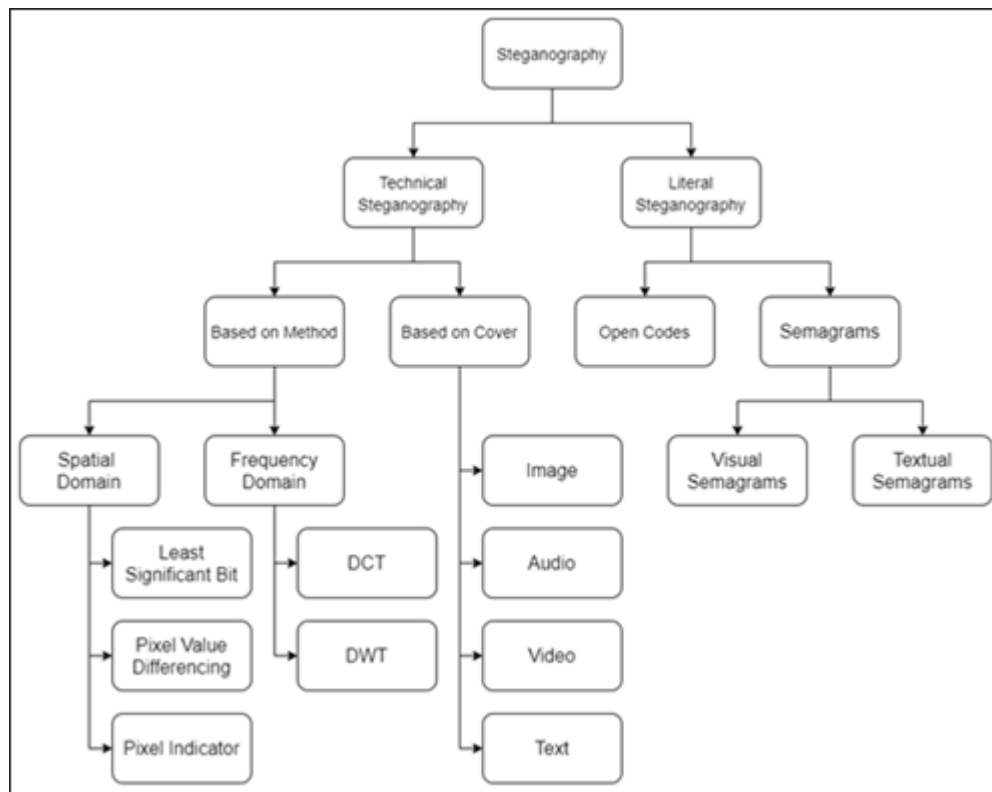 Steganography
Technical
Steganography
Literal
Steganography
Based on Method
Based on Cover
Open Codes
Semagrams
Spatial
Domain
Frequency
Domain
Image
Visual
Semagrams
Textual
Semagrams
Least
Significant Bit
DCT
Audio
Pixel Value
Differencing
DWT
Video
Pixel Indicator
Text